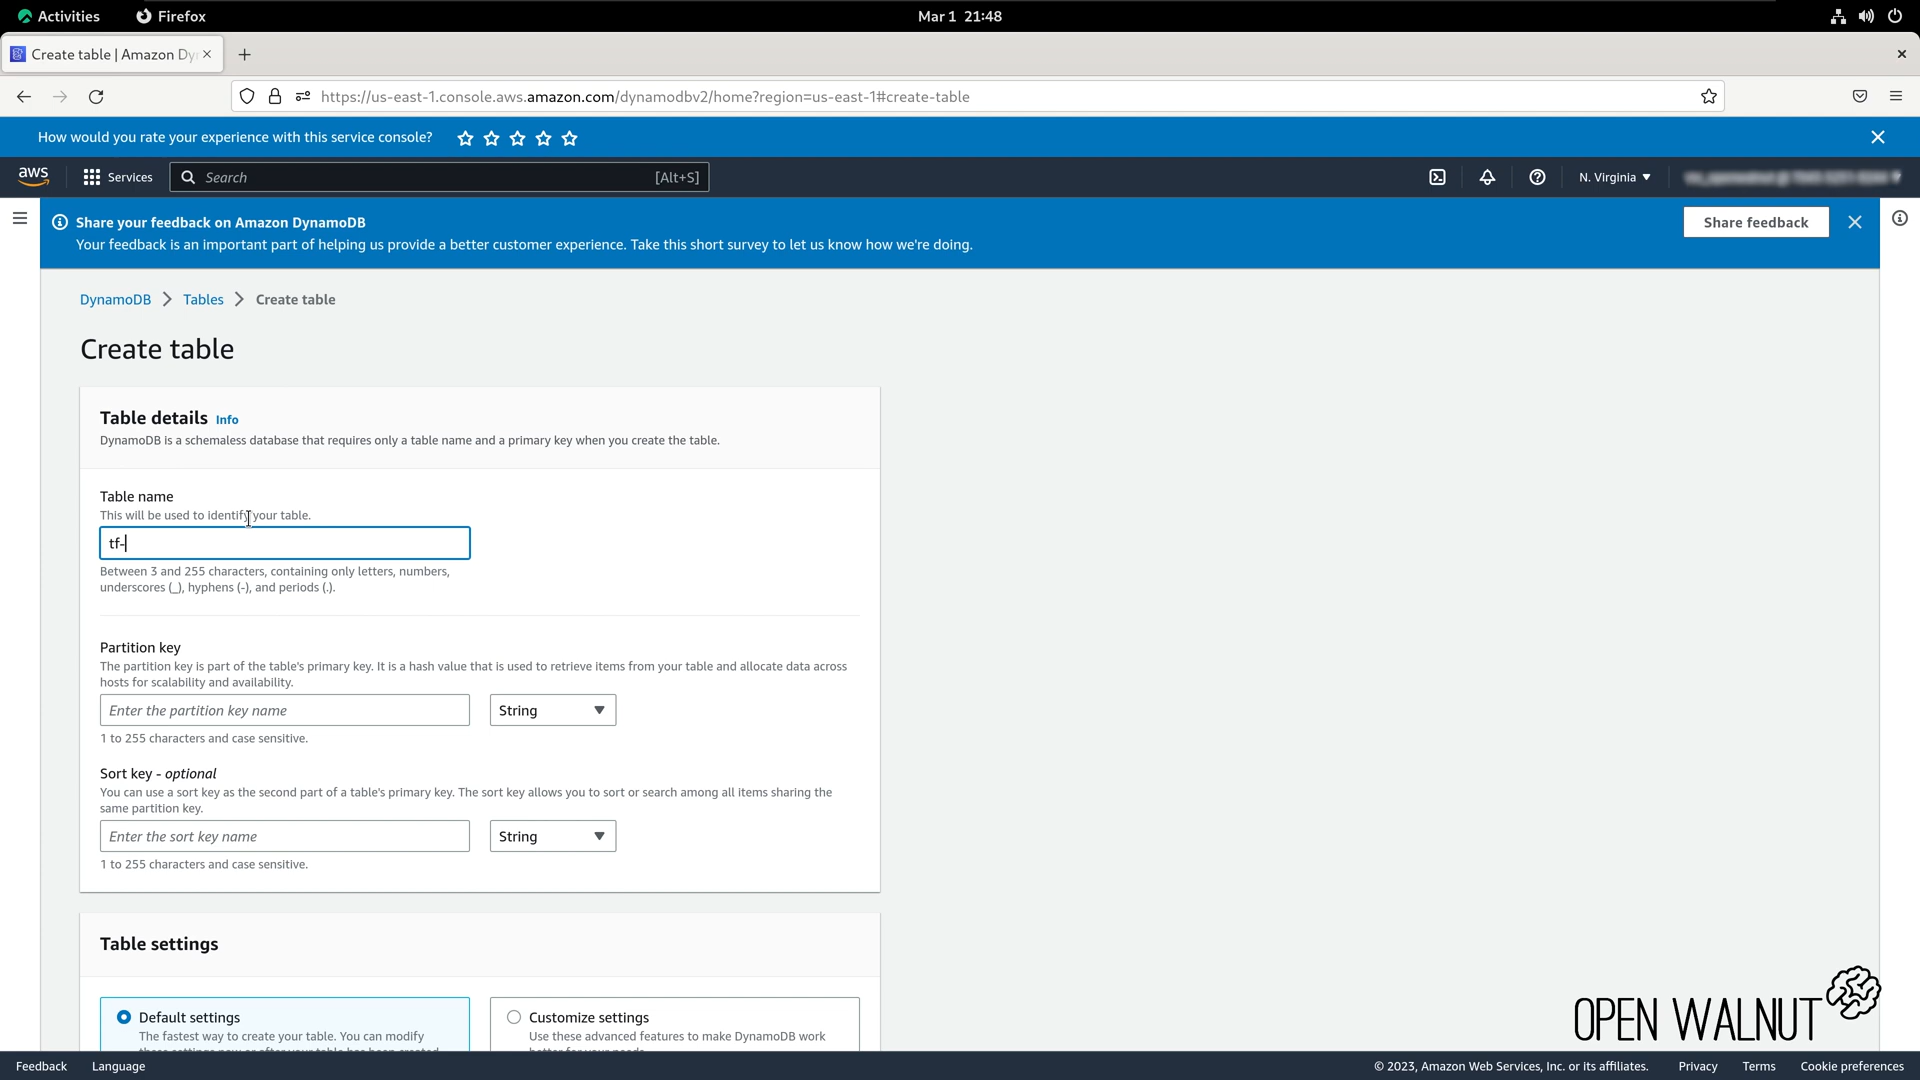 Activities
Firefox
Mar 1 21:48
Create table | Amazon Dy
https://us-east-1.console.aws.amazon.com/dynamodbv2/home?region=us-east-1#create-table
How would you rate your experience with this service console?
aws
Services
Search
[Alt+S]
N. Virginia
Share your feedback on Amazon DynamoDB
Your feedback is an important part of helping us provide a better customer experience. Take this short survey to let us know how we're doing.
Share feedback
DynamoDB > Tables > Create table
Create table
Table details Info
DynamoDB is a schemaless database that requires only a table name and a primary key when you create the table.
Table name
This will be used to identify your table.
tf-
Between 3 and 255 characters, containing only letters, numbers,
underscores (_), hyphens (-), and periods (.).
Partition key
The partition key is part of the table's primary key. It is a hash value that is used to retrieve items from your table and allocate data across
hosts for scalability and availability.
Enter the partition key name
String
1 to 255 characters and case sensitive.
Sort key - optional
You can use a sort key as the second part of a table's primary key. The sort key allows you to sort or search among all items sharing the
same partition key.
Enter the sort key name
String
1 to 255 characters and case sensitive.
Table settings
Default settings
The fastest way to create your table. You can modify
Customize settings
Use these advanced features to make DynamoDB work
OPEN WALNUT
Feedback
Language
© 2023, Amazon Web Services, Inc. or its affiliates.
Privacy
Terms
Cookie preferences